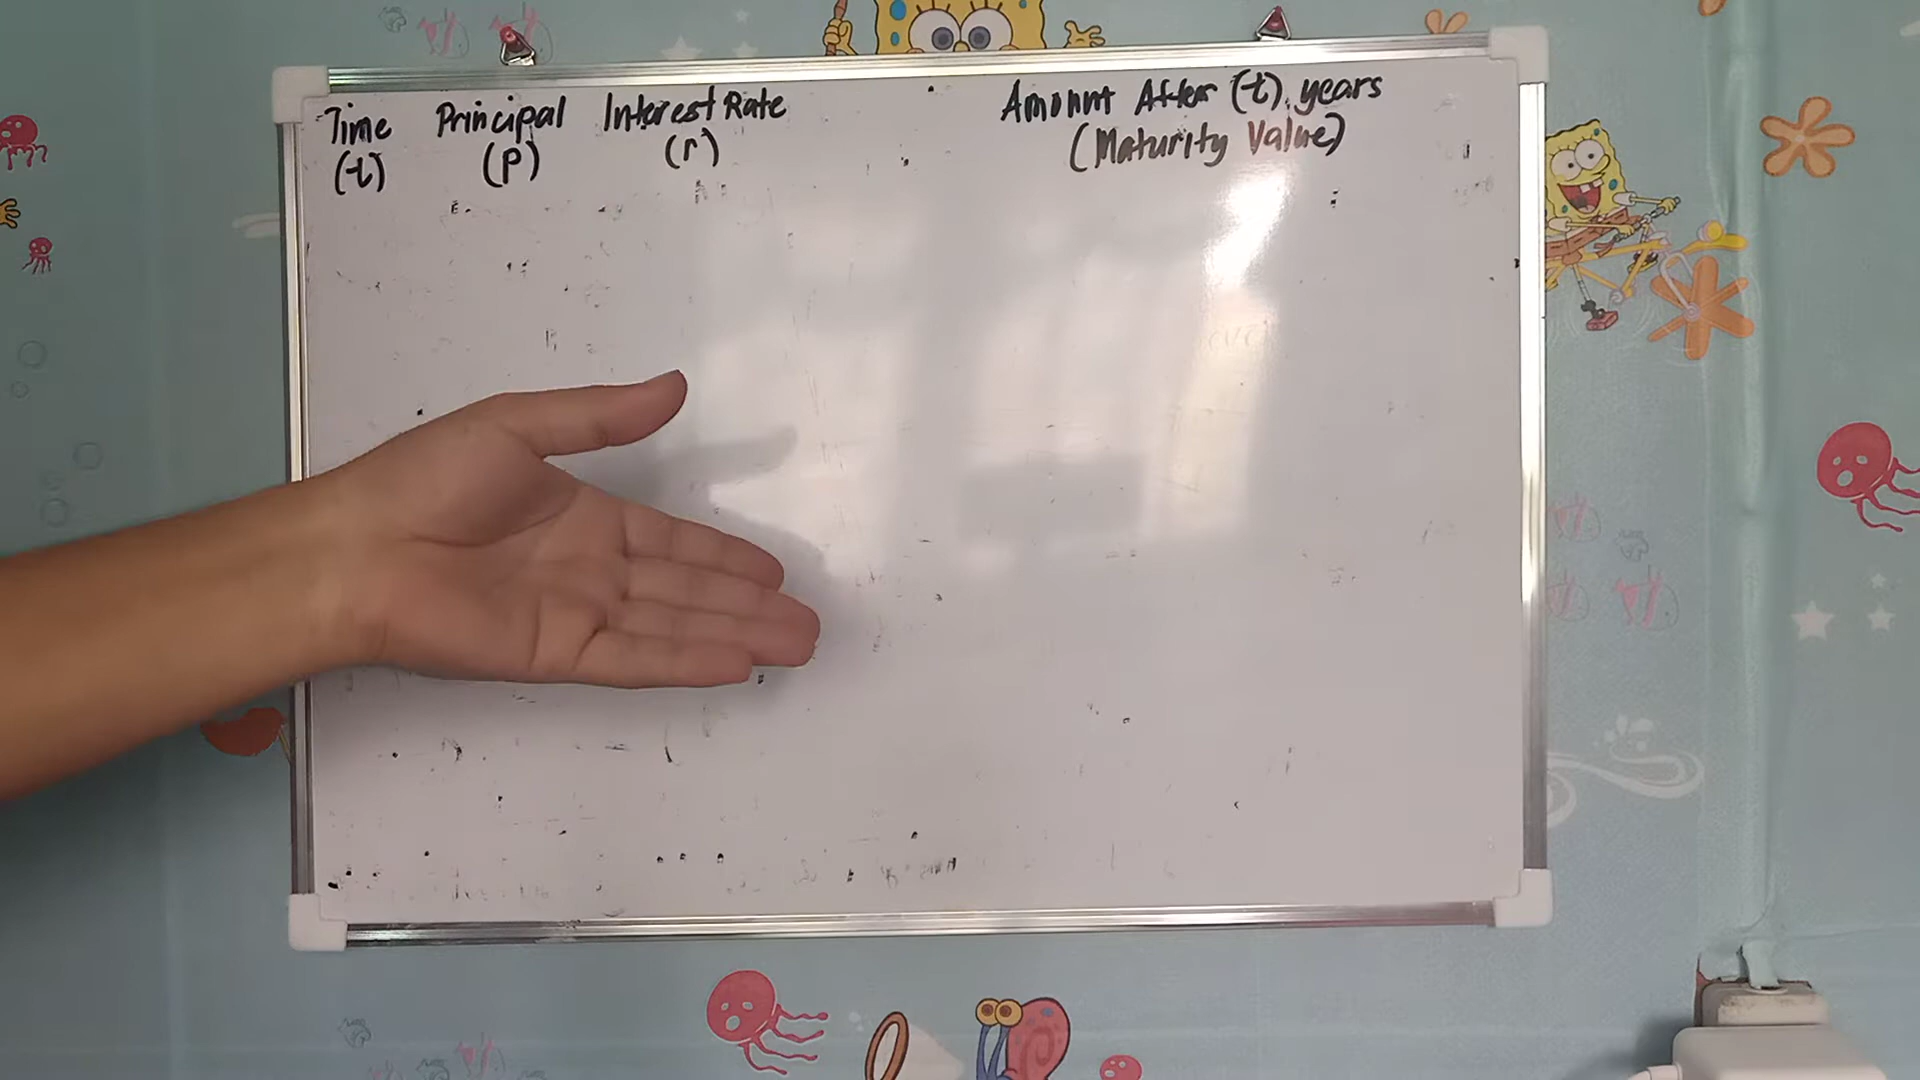 Time Principal Interest Rate Amount After (t) years
(t) (P) (r) (Maturity Value)